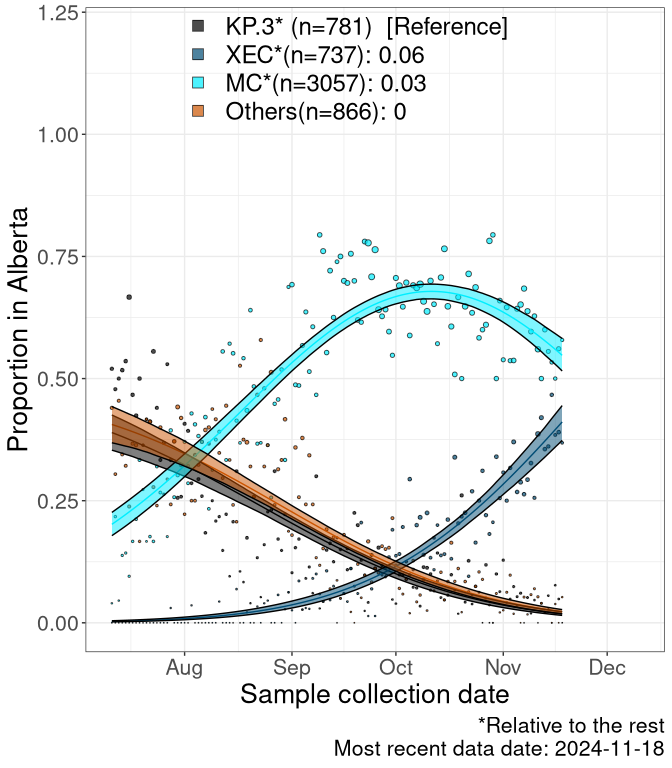 1.25
1.00
0.75
0.50
0.25
0.00
Proportion in Alberta
KP.3* (n=781)  [Reference]
XEC*(n=737): 0.06
MC*(n=3057): 0.03
Others(n=866): 0
Aug Sep Oct Nov Dec
Sample collection date
*Relative to the rest
Most recent data date: 2024-11-18